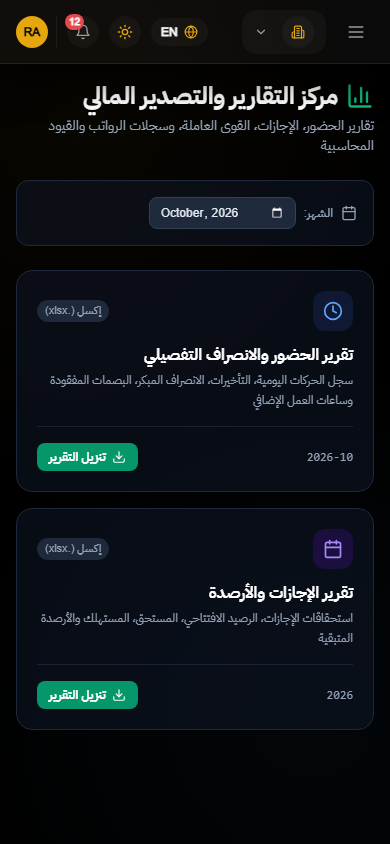 RA
12
EN
مركز التقارير والتصدير المالي
تقارير الحضور، الإجازات، القوى العاملة، وسجلات الرواتب والقيود
المحاسبية
الشهر:
October, 2026
إكسل (.xlsx)
تقرير الحضور والانصراف التفصيلي
سجل الحركات اليومية، التأخيرات، الانصراف المبكر، البصمات المفقودة
وساعات العمل الإضافي
2026-10
تنزيل التقرير
إكسل (.xlsx)
تقرير الإجازات والأرصدة
استحقاقات الإجازات، الرصيد الافتتاحي، المستحق، المستهلك والأرصدة
المتبقية
2026
تنزيل التقرير